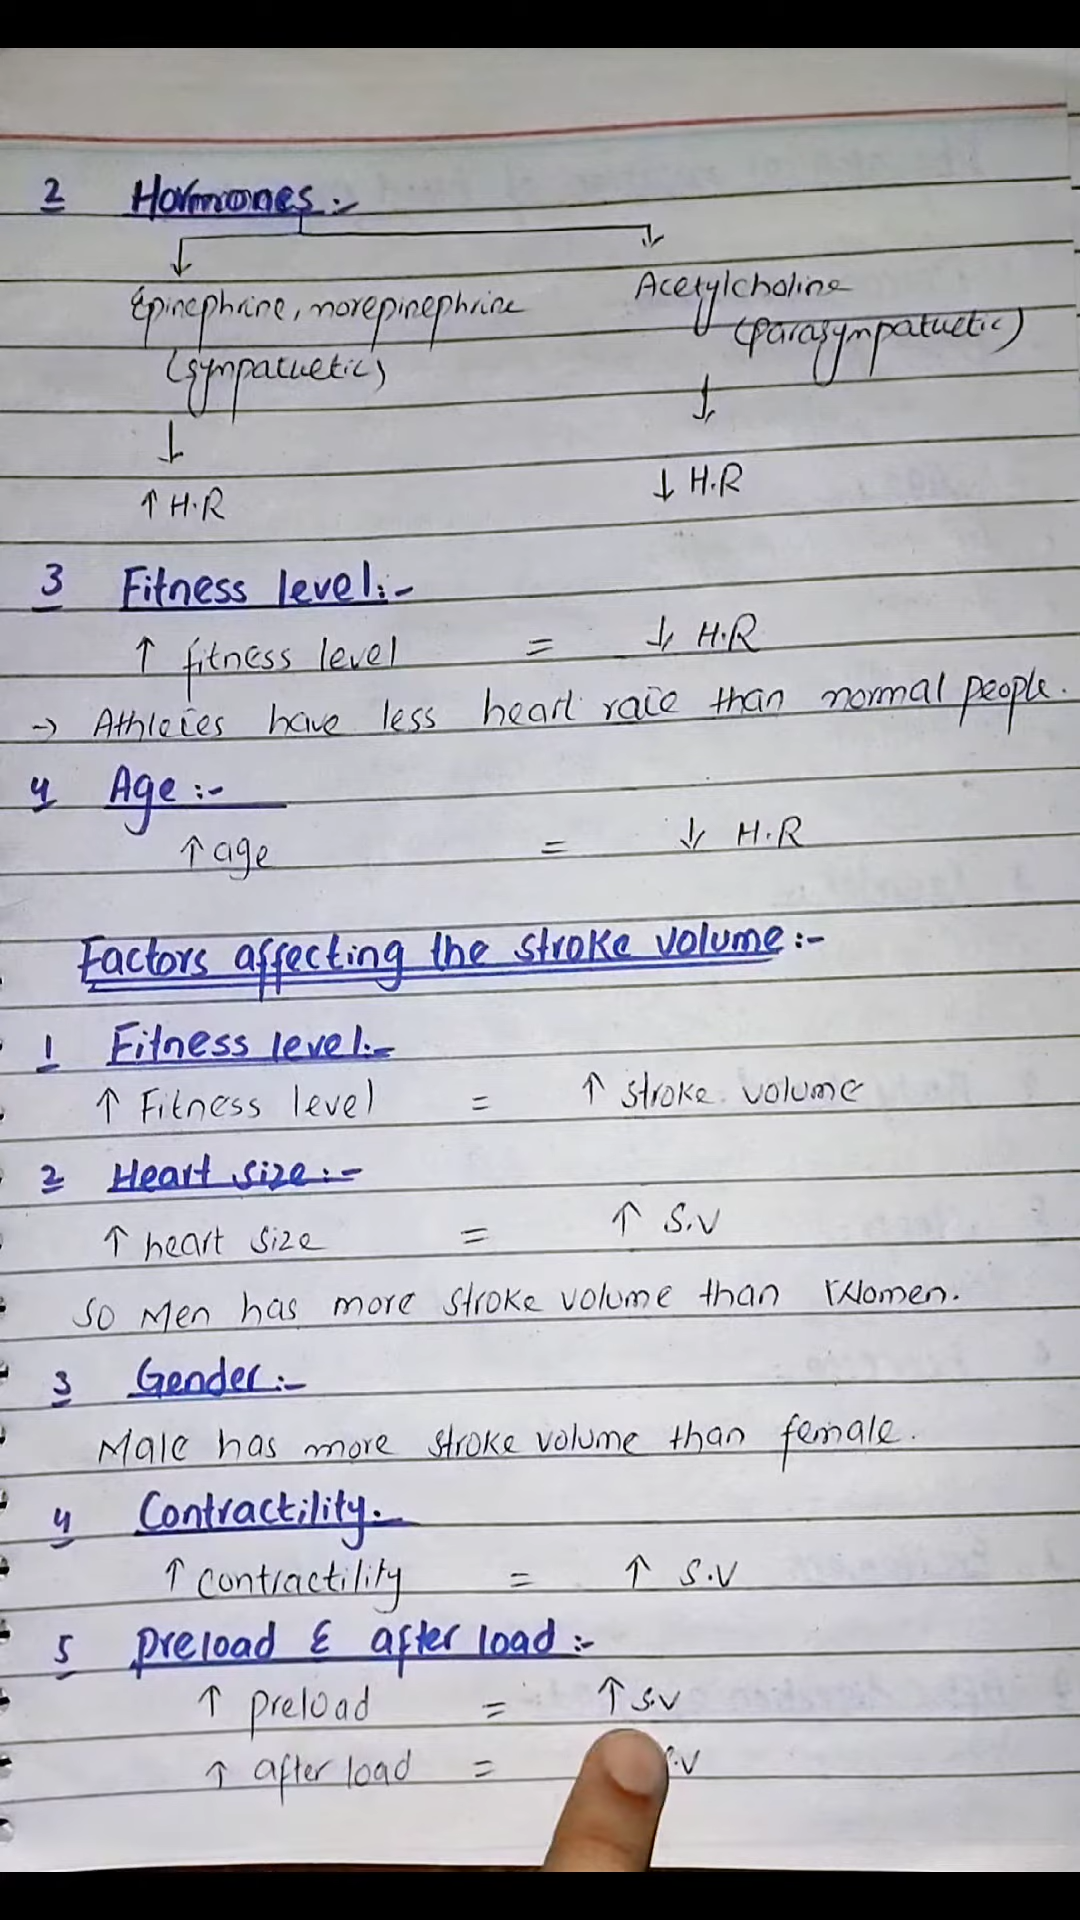 2 Hormones:-
Epinephrine, norepinephrine
Acetylcholine
(sympatuetic)
(parasympatuetic)
↓
↓
↑ H.R
↓ H.R
3 Fitness level:-
↑ fitness level = ↓ H.R
→ Athletes have less heart rate than normal people.
4 Age:-
↑ age = ↓ H.R
Factors affecting the stroke volume:-
1 Fitness level:-
↑ Fitness level = ↑ stroke volume
2 Heart size:-
↑ heart size = ↑ S.V
So Men has more stroke volume than Women.
3 Gender:-
Male has more stroke volume than female.
4 Contractility.-
↑ contractility = ↑ S.V
5 preload & after load:-
↑ preload = ↑ S.V
↑ after load = .V